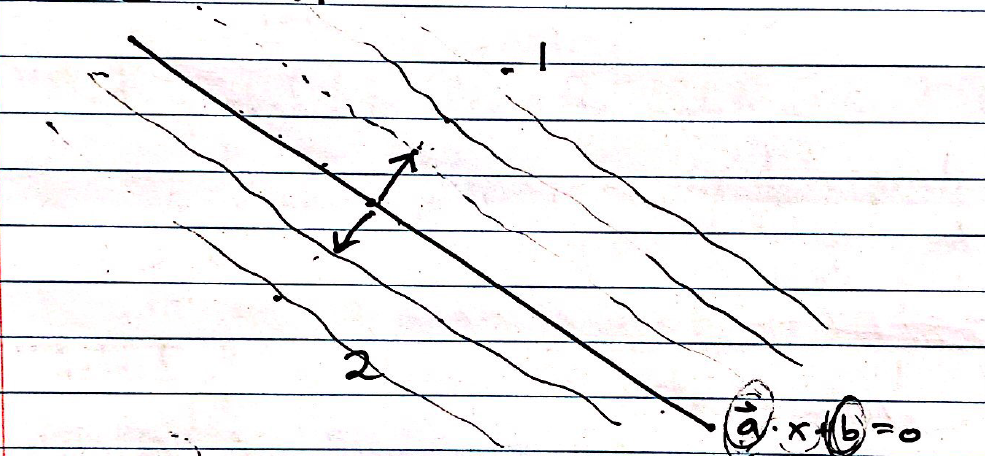 1
2
a⃗ · x + b = 0